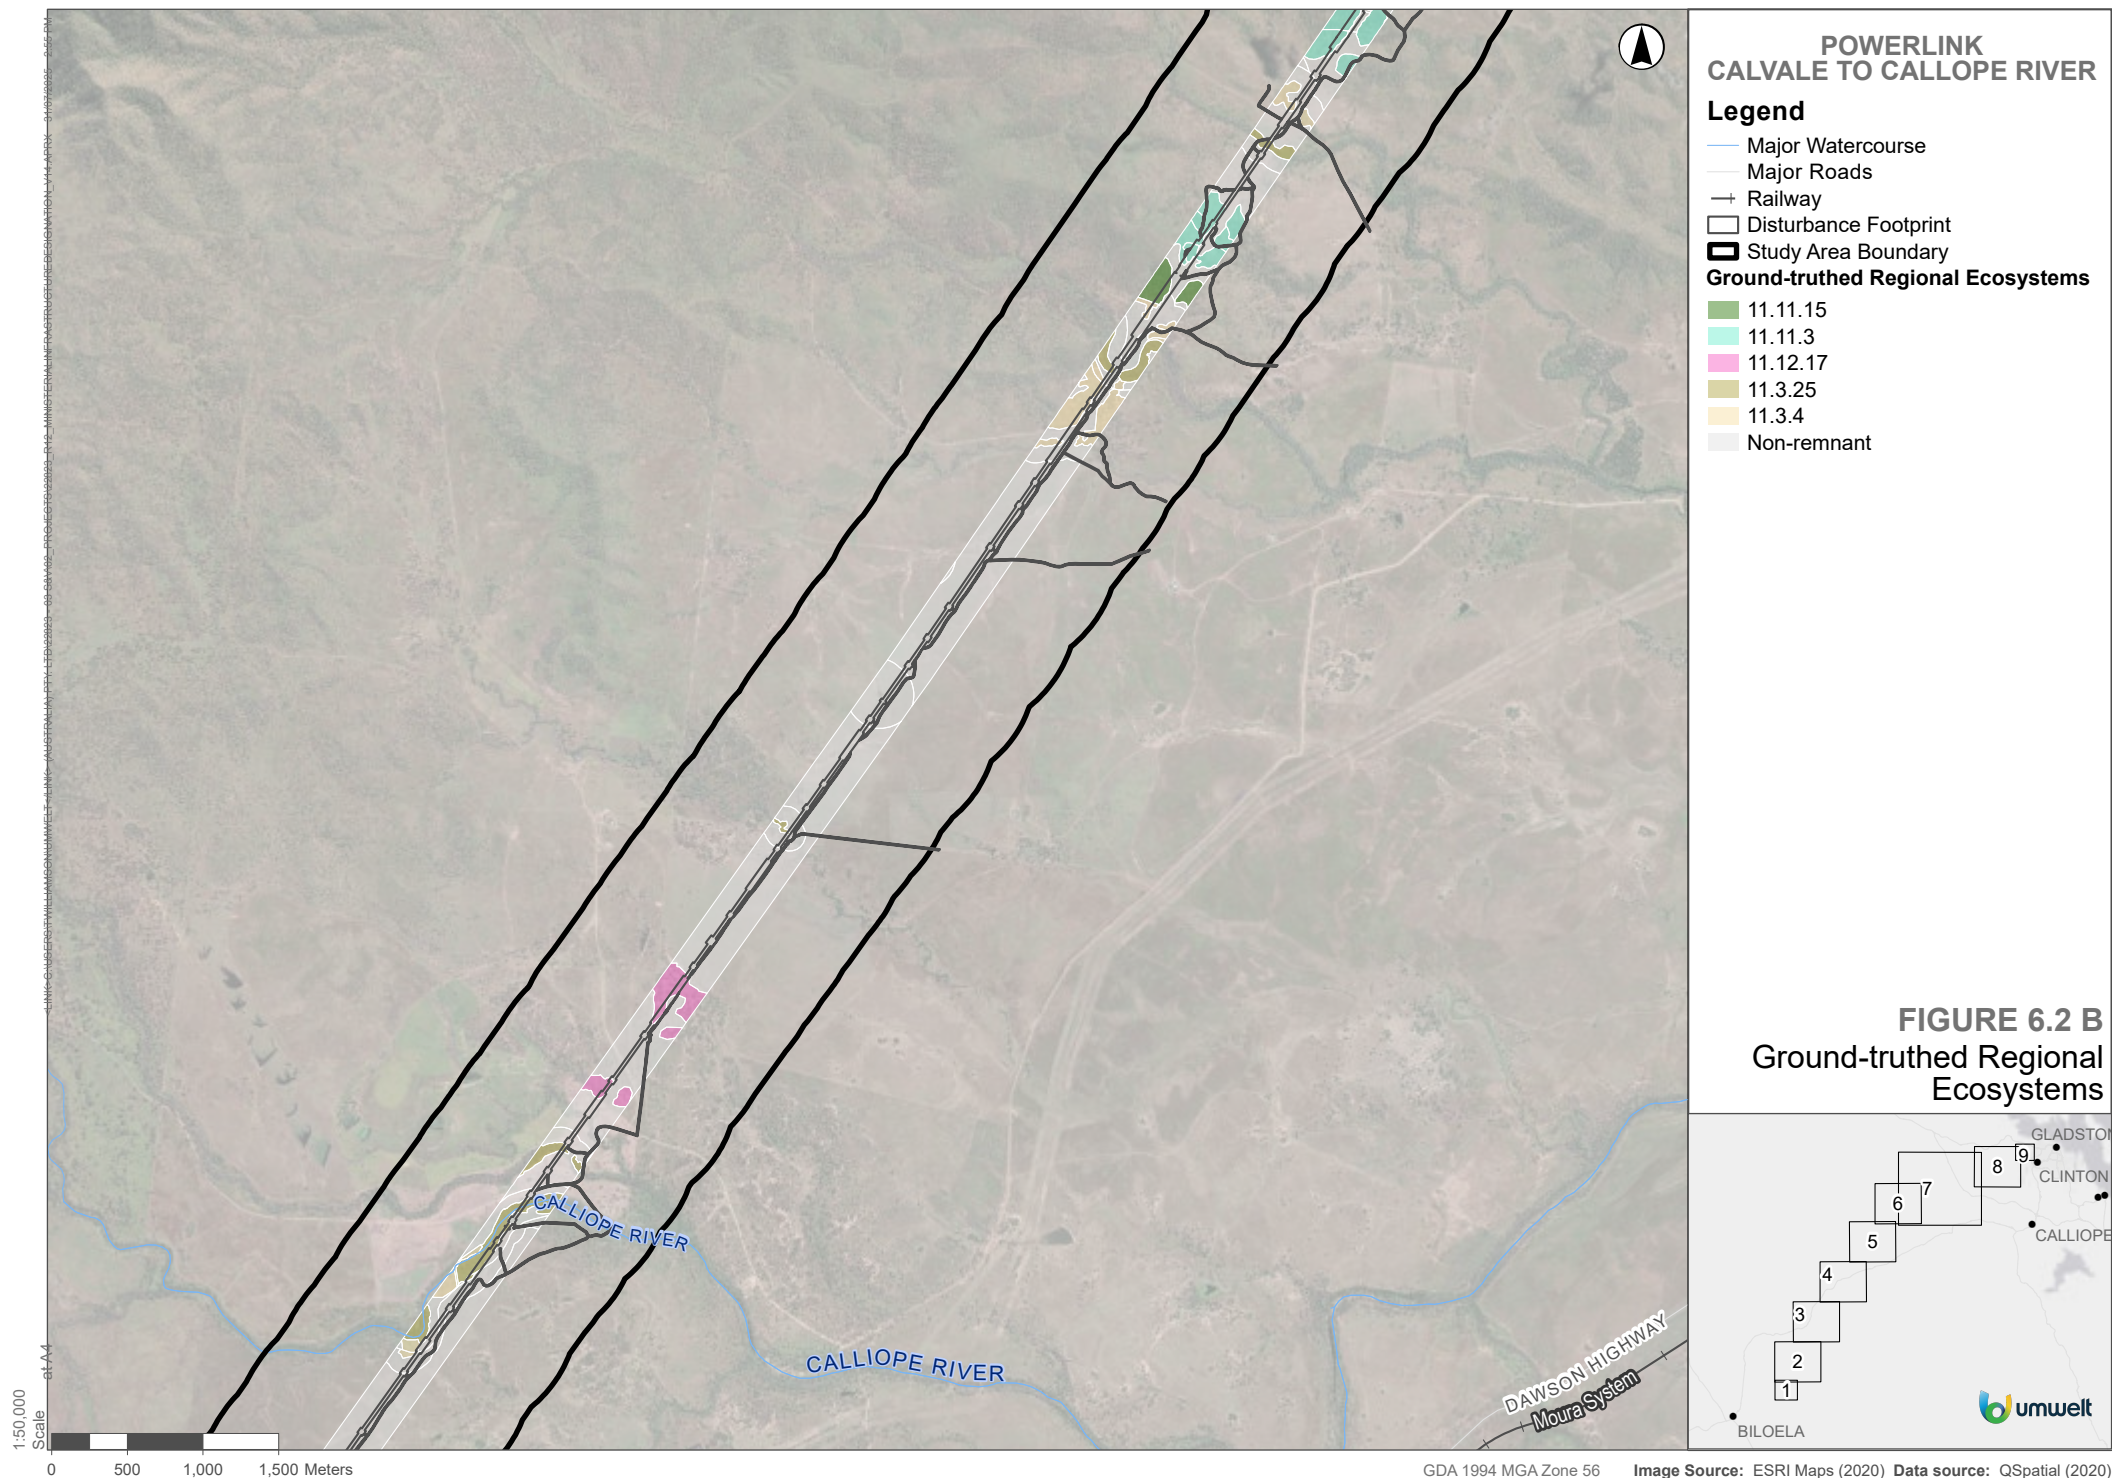 POWERLINK
CALVALE TO CALLOPE RIVER
Legend
Major Watercourse
Major Roads
Railway
Disturbance Footprint
Study Area Boundary
Ground-truthed Regional Ecosystems
11.11.15
11.11.3
11.12.17
11.3.25
11.3.4
Non-remnant
CALLIOPE RIVER
CALLIOPE RIVER
DAWSON HIGHWAY
Moura System
FIGURE 6.2 B
Ground-truthed Regional
Ecosystems
GLADSTON
CLINTON
CALLIOPE
BILOELA
9
8
7
6
5
4
3
2
1
umwelt
1:50,000
Scale
at A4
0 500 1,000 1,500 Meters
GDA 1994 MGA Zone 56 Image Source: ESRI Maps (2020) Data source: QSpatial (2020)